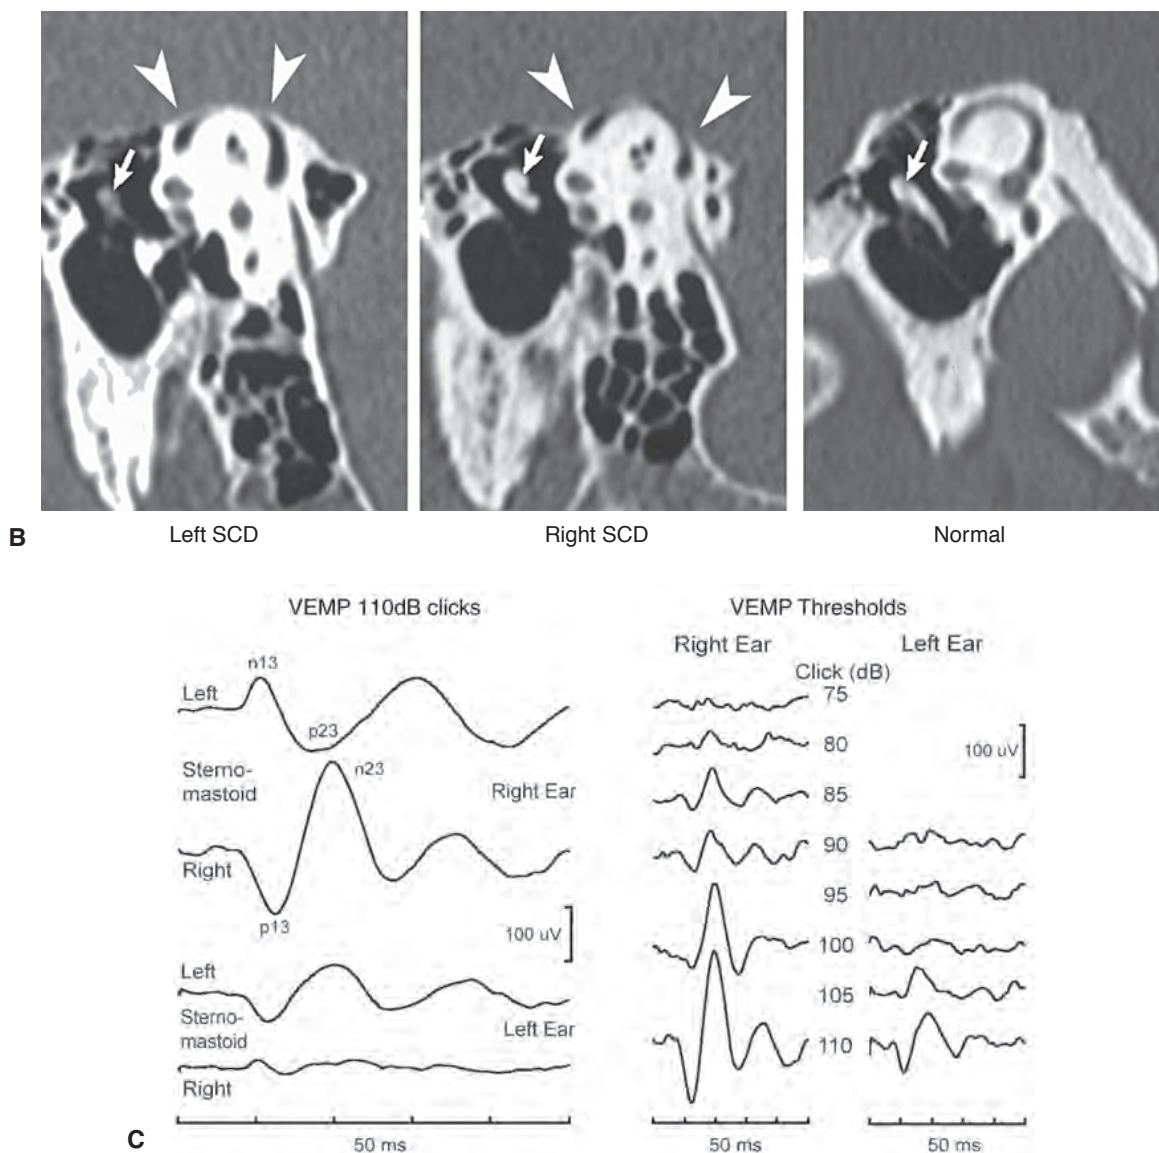 B
Left SCD
Right SCD
Normal
VEMP 110dB clicks
n13
Left
p23
Sterno-
mastoid
n23
Right Ear
Right
p13
100 uV
Left
Sterno-
mastoid
Left Ear
Right
50 ms
C
VEMP Thresholds
Right Ear
Left Ear
Click (dB)
75
80
100 uV
85
90
95
100
105
110
50 ms
50 ms